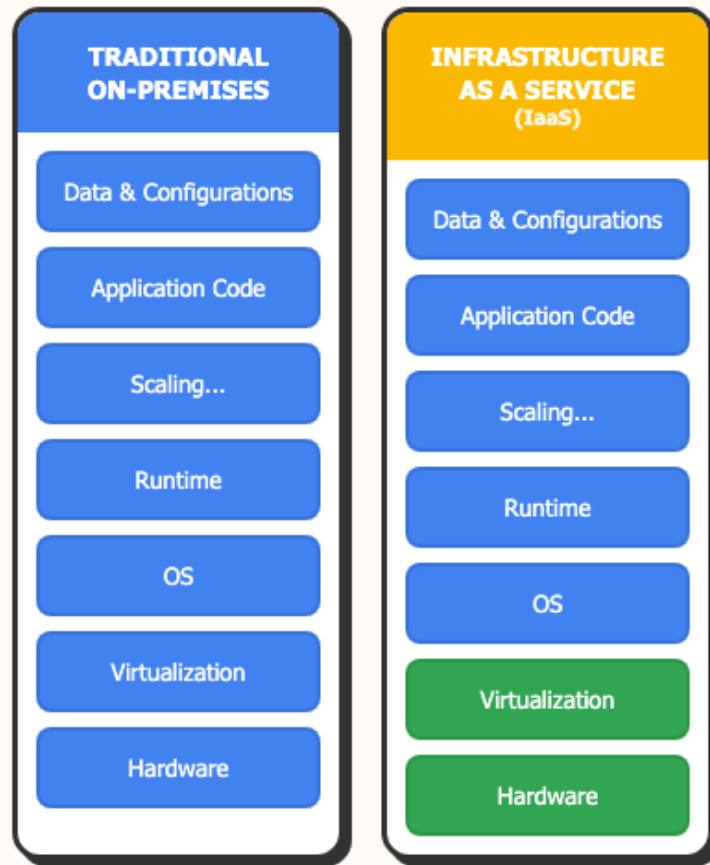 TRADITIONAL
ON-PREMISES
Data & Configurations
Application Code
Scaling...
Runtime
OS
Virtualization
Hardware
INFRASTRUCTURE
AS A SERVICE
(IaaS)
Data & Configurations
Application Code
Scaling...
Runtime
OS
Virtualization
Hardware